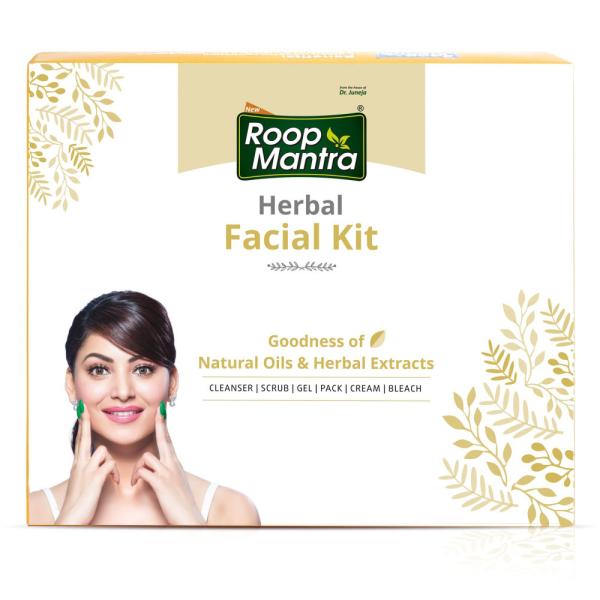 from the house of
Dr. Juneja
New
®
Roop
Mantra
Herbal
Facial Kit
Goodness of
Natural Oils & Herbal Extracts
CLEANSER | SCRUB | GEL | PACK | CREAM | BLEACH